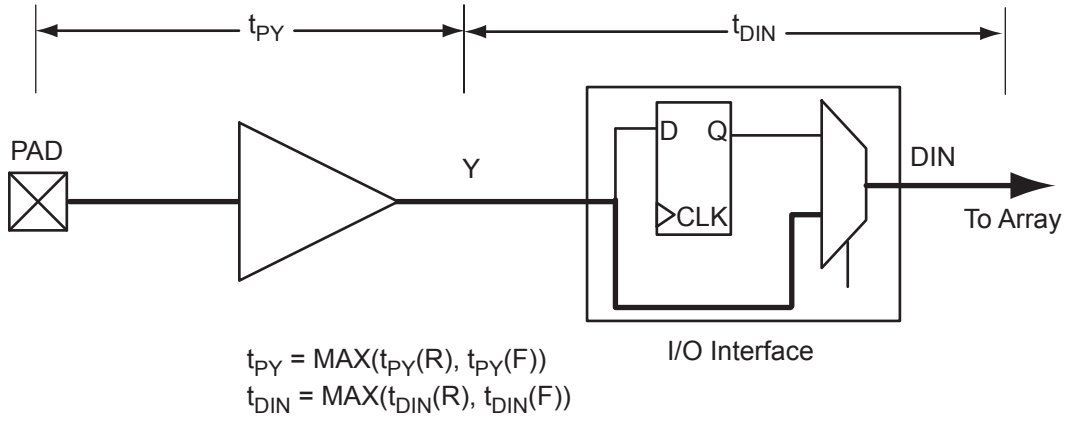 tPY
tDIN
PAD
Y
D Q
CLK
DIN
To Array
I/O Interface
tPY = MAX(tPY(R), tPY(F))
tDIN = MAX(tDIN(R), tDIN(F))